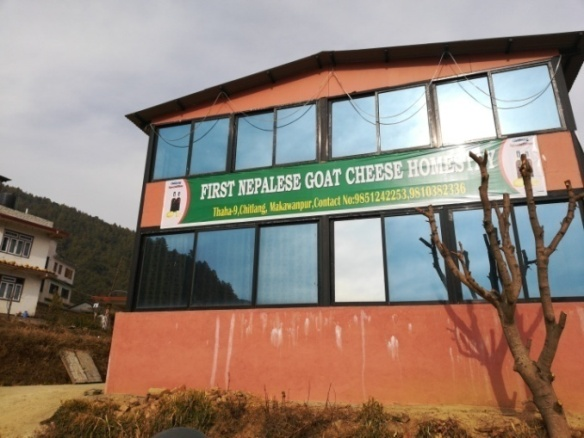 FIRST NEPALESE GOAT CHEESE HOMESTAY
Thaha-9,Chitlang, Makawanpur,Contact No:9851242253,9810382336